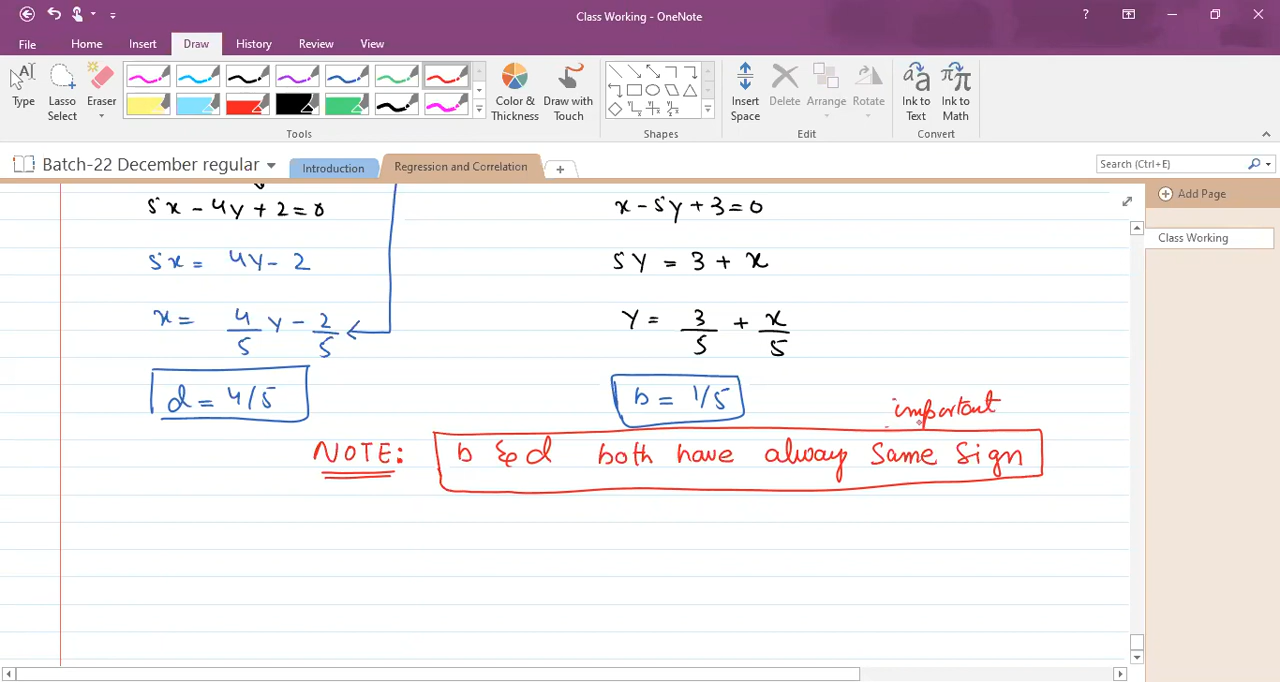 Class Working - OneNote
?
File Home Insert Draw History Review View
Type
Lasso Select
Eraser
Color & Thickness
Draw with Touch
Insert Space
Delete
Arrange
Rotate
Ink to Text
Ink to Math
Tools
Shapes
Edit
Convert
Batch-22 December regular
Introduction
Regression and Correlation
Search (Ctrl+E)
Add Page
Class Working
5x - 4y + 2 = 0
5x = 4y - 2
x = 4/5 y - 2/5
d = 4/5
x - 5y + 3 = 0
5y = 3 + x
y = 3/5 + x/5
b = 1/5
important
NOTE: b & d both have alway same sign